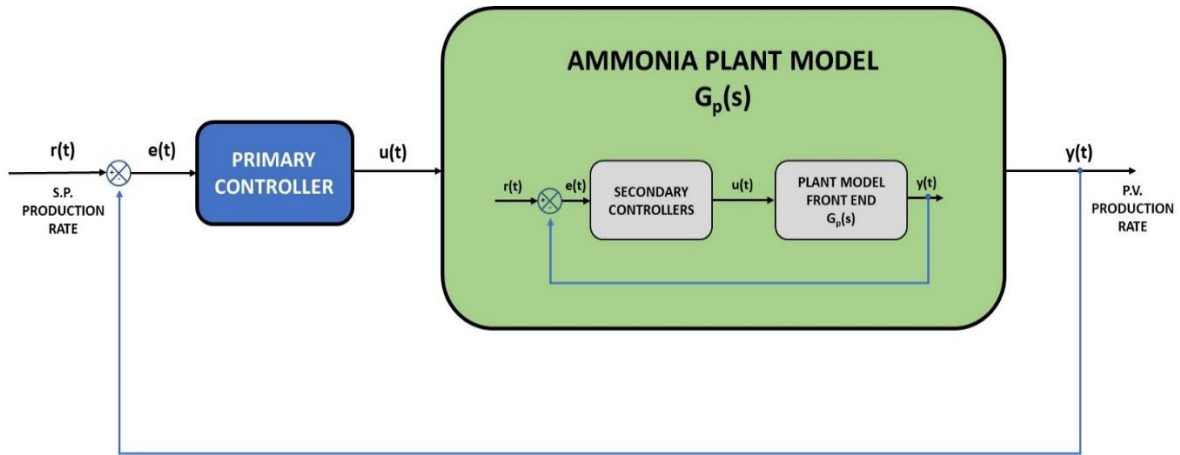 AMMONIA PLANT MODEL
Gp(s)
r(t)
e(t)
PRIMARY
CONTROLLER
u(t)
y(t)
S.P.
PRODUCTION
RATE
r(t)
e(t)
SECONDARY
CONTROLLERS
u(t)
PLANT MODEL
FRONT END
Gp(s)
y(t)
P.V.
PRODUCTION
RATE